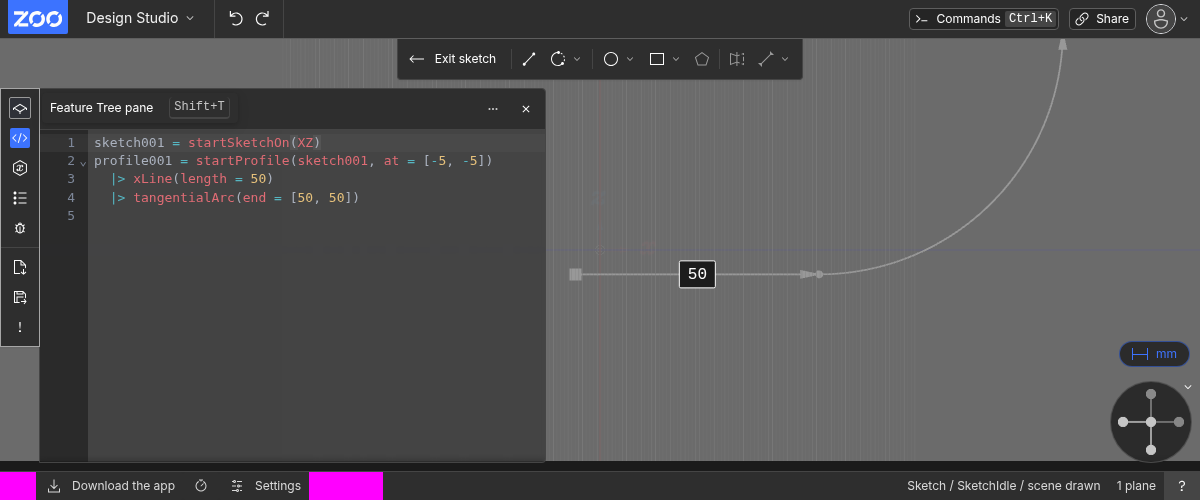 ZOO Design Studio Commands Ctrl+K Share
Exit sketch
Feature Tree pane Shift+T
1 sketch001 = startSketchOn(XZ)
2 profile001 = startProfile(sketch001, at = [-5, -5])
3 |> xLine(length = 50)
4 |> tangentialArc(end = [50, 50])
5
50
mm
Download the app Settings Sketch / SketchIdle / scene drawn 1 plane ?